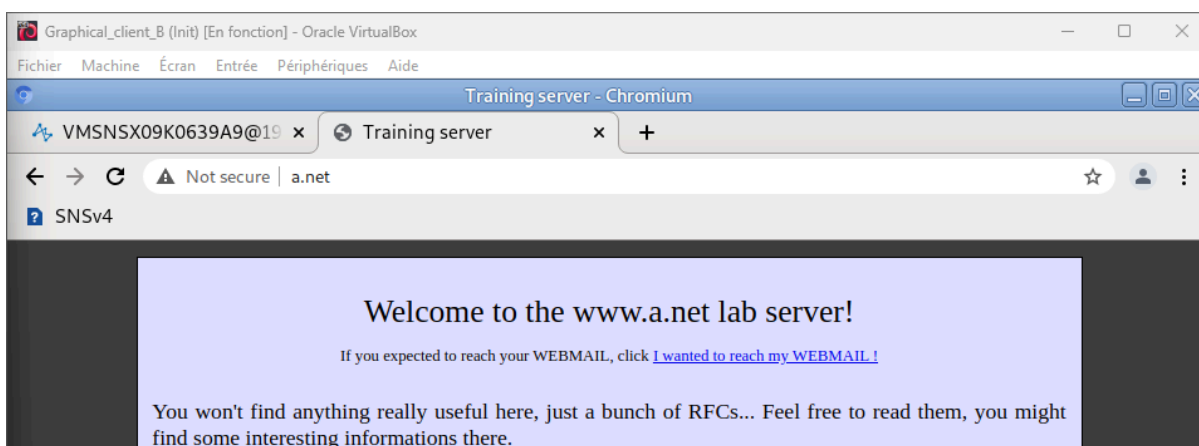 Graphical_client_B (Init) [En fonction] - Oracle VirtualBox
Fichier Machine Écran Entrée Périphériques Aide
Training server - Chromium
VMSNSX09K0639A9@19 Training server
Not secure a.net
SNSv4
Welcome to the www.a.net lab server!
If you expected to reach your WEBMAIL, click I wanted to reach my WEBMAIL !
You won't find anything really useful here, just a bunch of RFCs... Feel free to read them, you might
find some interesting informations there.